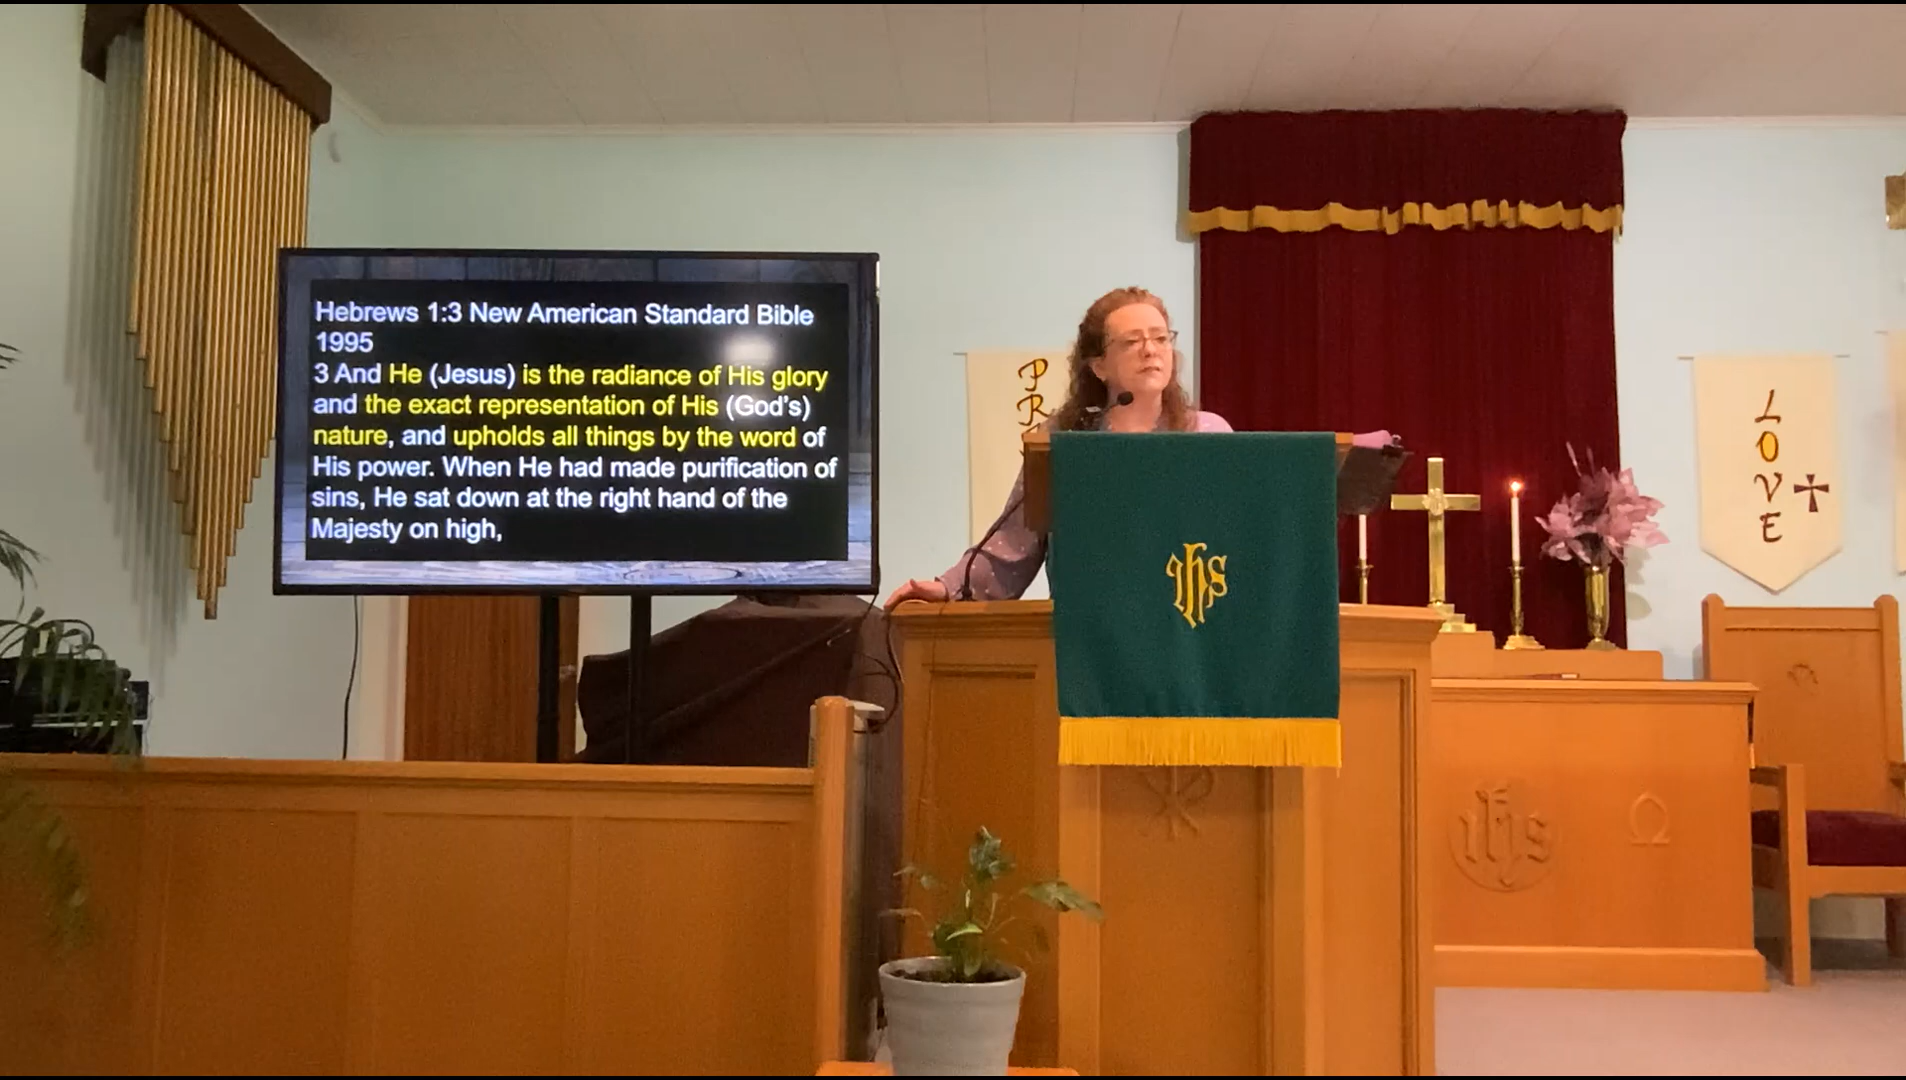 Hebrews 1:3 New American Standard Bible
1995
3 And He (Jesus) is the radiance of His glory
and the exact representation of His (God's)
nature, and upholds all things by the word of
His power. When He had made purification of
sins, He sat down at the right hand of the
Majesty on high,
PR
LOVE
ihs
ihs
Ω